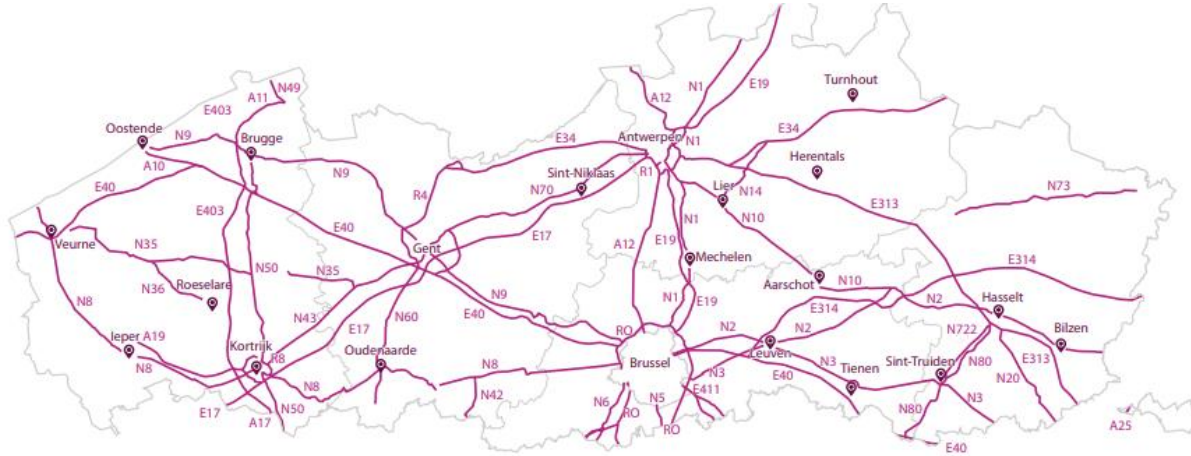 N49
A11
E403
Turnhout
A12
N1
E19
Oostende
N9
Brugge
A10
E34
Antwerpen
N1
E34
Herentals
N9
R4
R1
Sint-Niklaas
N70
Lier
N14
N73
E40
E403
E313
Veurne
N35
E40
Gent
E17
A12
N1
E19
N10
Mechelen
N50
N35
N36
Roeselare
Aarschot
N10
E314
N8
N43
N9
E40
E17
N60
N1
E19
E314
N2
Hasselt
Ieper
A19
N8
Kortrijk
R8
Oudenaarde
RO
Brussel
N2
N2
Leuven
N722
Bilzen
N8
N8
N42
N3
N3
Tienen
E40
E411
Sint-Truiden
N80
E313
N20
E17
A17
N50
N6
RO
N5
RO
N80
N3
E40
A25